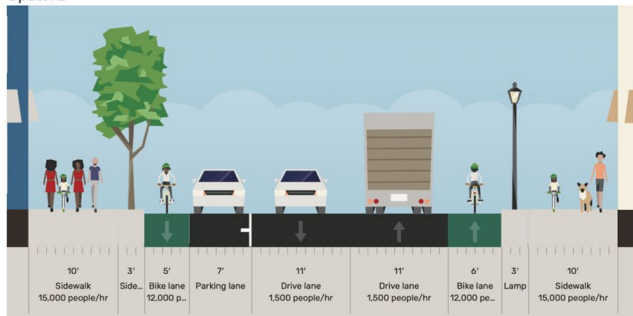 10'
Sidewalk
15,000 people/hr
3'
Side...
5'
Bike lane
12,000 p...
7'
Parking lane
11'
Drive lane
1,500 people/hr
11'
Drive lane
1,500 people/hr
6'
Bike lane
12,000 pe...
3'
Lamp
10'
Sidewalk
15,000 people/hr